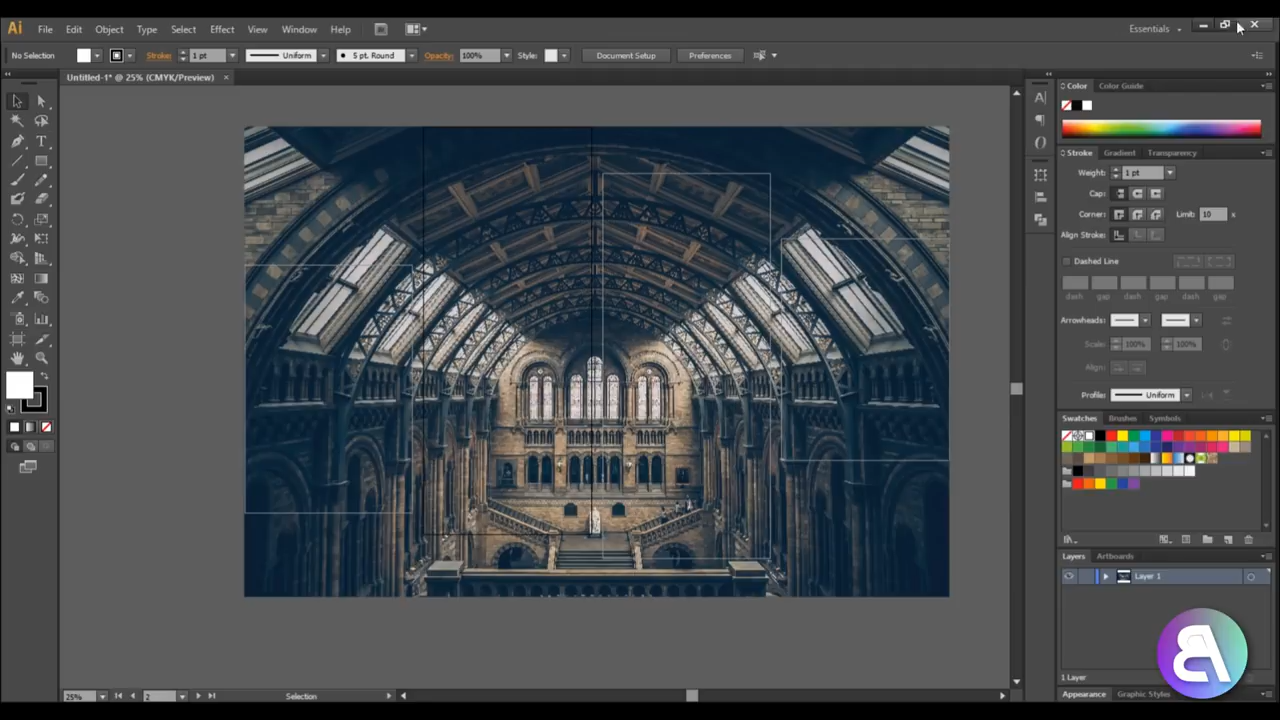 Ai File Edit Object Type Select Effect View Window Help Essentials
No Selection Stroke: 1 pt Uniform 5 pt. Round Opacity: 100% Style: Document Setup Preferences
Untitled-1* @ 25% (CMYK/Preview) ×
Color Color Guide
Stroke Gradient Transparency
Weight: 1 pt
Cap:
Corner: Limit: 10 x
Align Stroke:
Dashed Line
dash gap dash gap dash gap
Arrowheads:
Scale: 100% 100%
Align:
Profile: Uniform
Swatches Brushes Symbols
Layers Artboards
Layer 1
1 Layer
Appearance Graphic Styles
25% 2 Selection